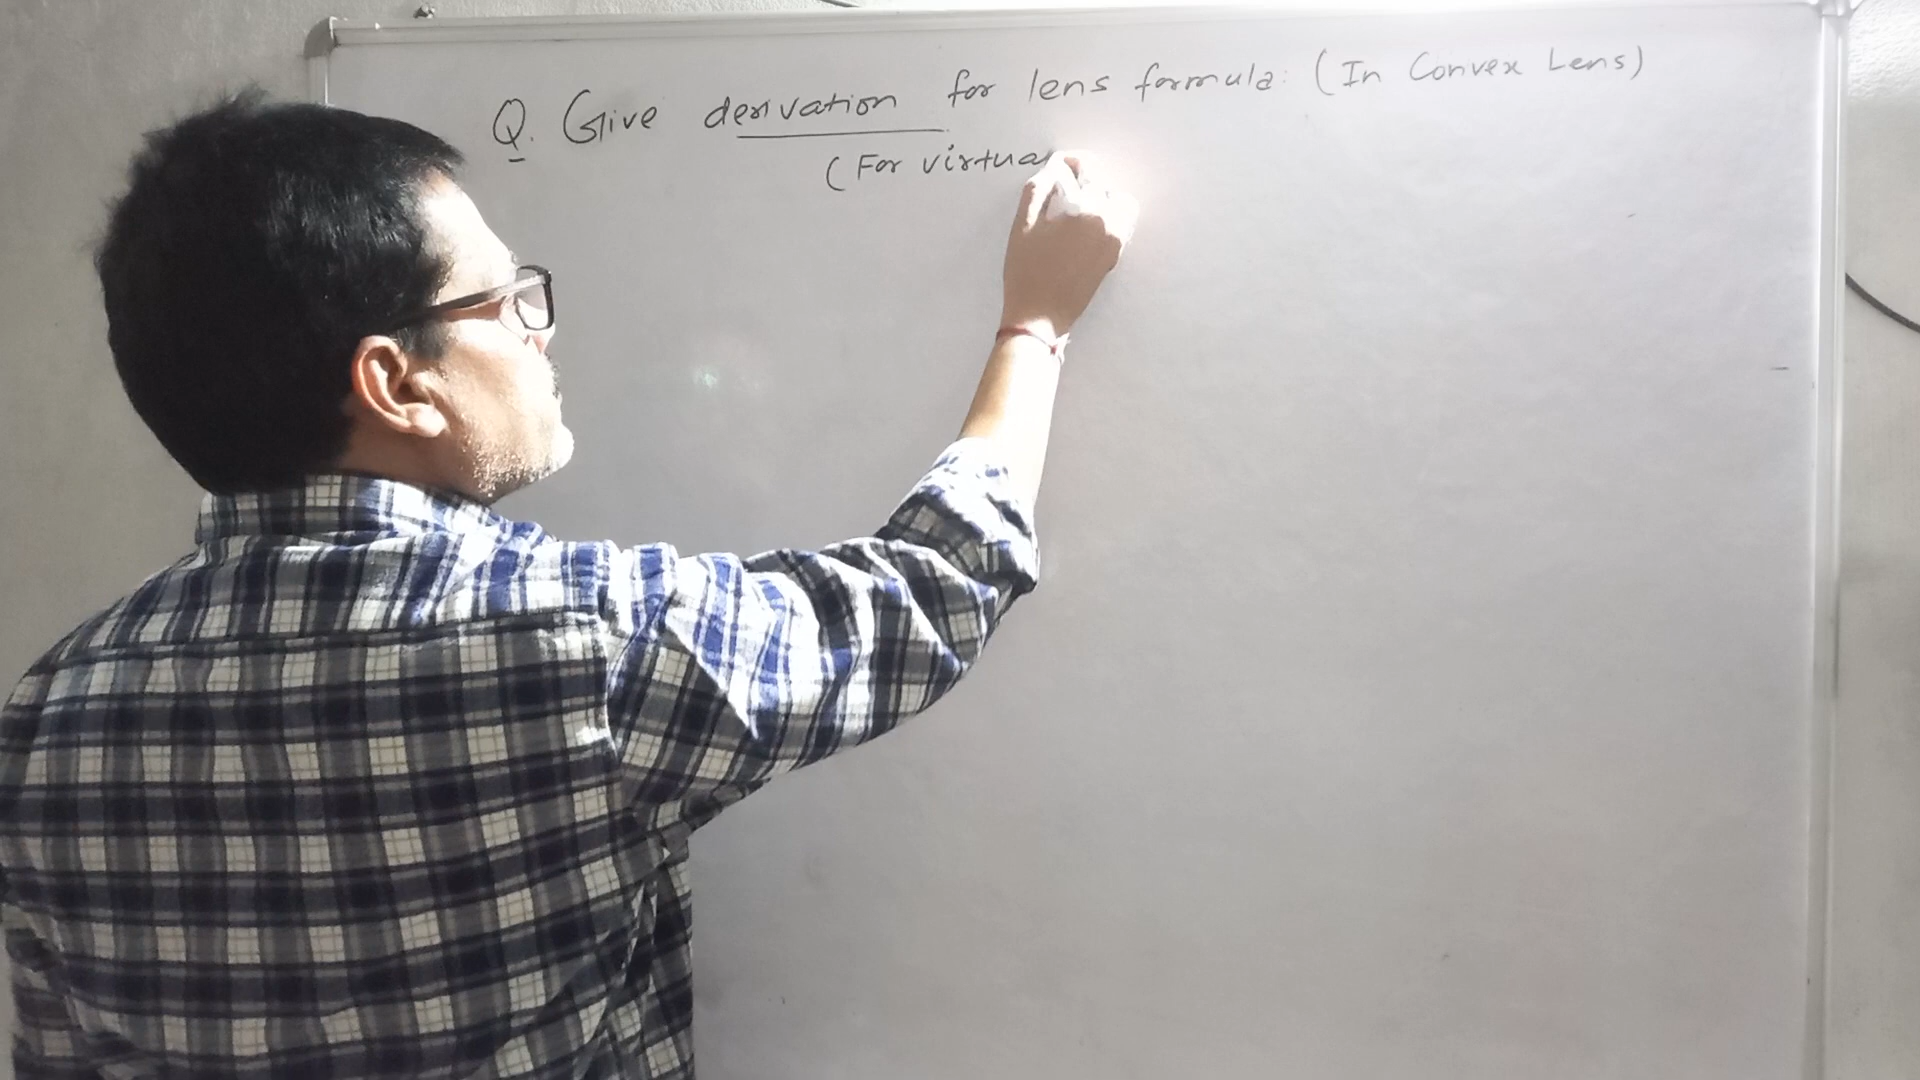 Q. Give derivation for lens formula: (In Convex Lens)
(For virtua